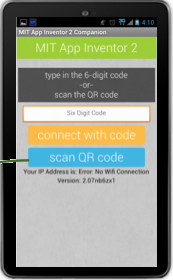 4:10
MIT App Inventor 2 Companion
MIT App Inventor 2
type in the 6-digit code
-or-
scan the QR code
Six Digit Code
connect with code
scan QR code
Your IP Address is: Error: No Wifi Connection
Version: 2.07nb6zx1